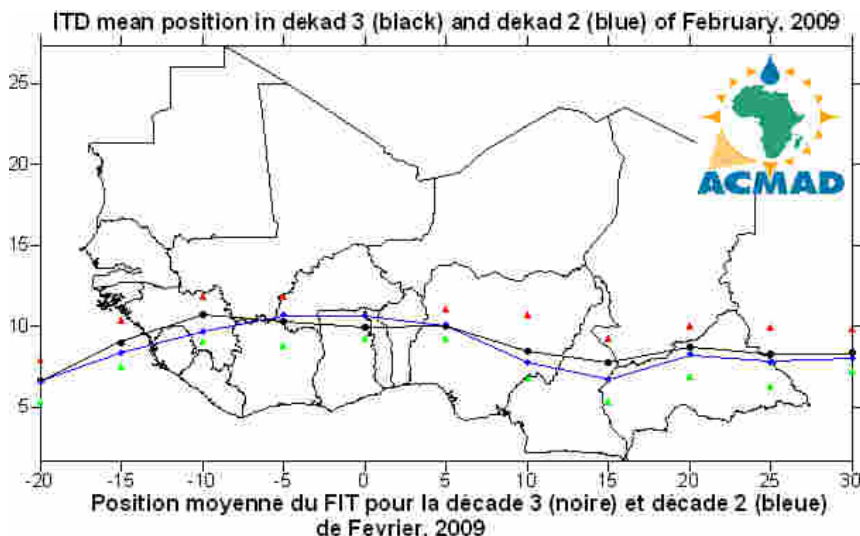 ITD mean position in dekad 3 (black) and dekad 2 (blue) of February, 2009
25
20
15
10
5
ACMAD
-20 -15 -10 -5 0 5 10 15 20 25 30
Position moyenne du FIT pour la décade 3 (noire) et décade 2 (bleue)
de Fevrier, 2009